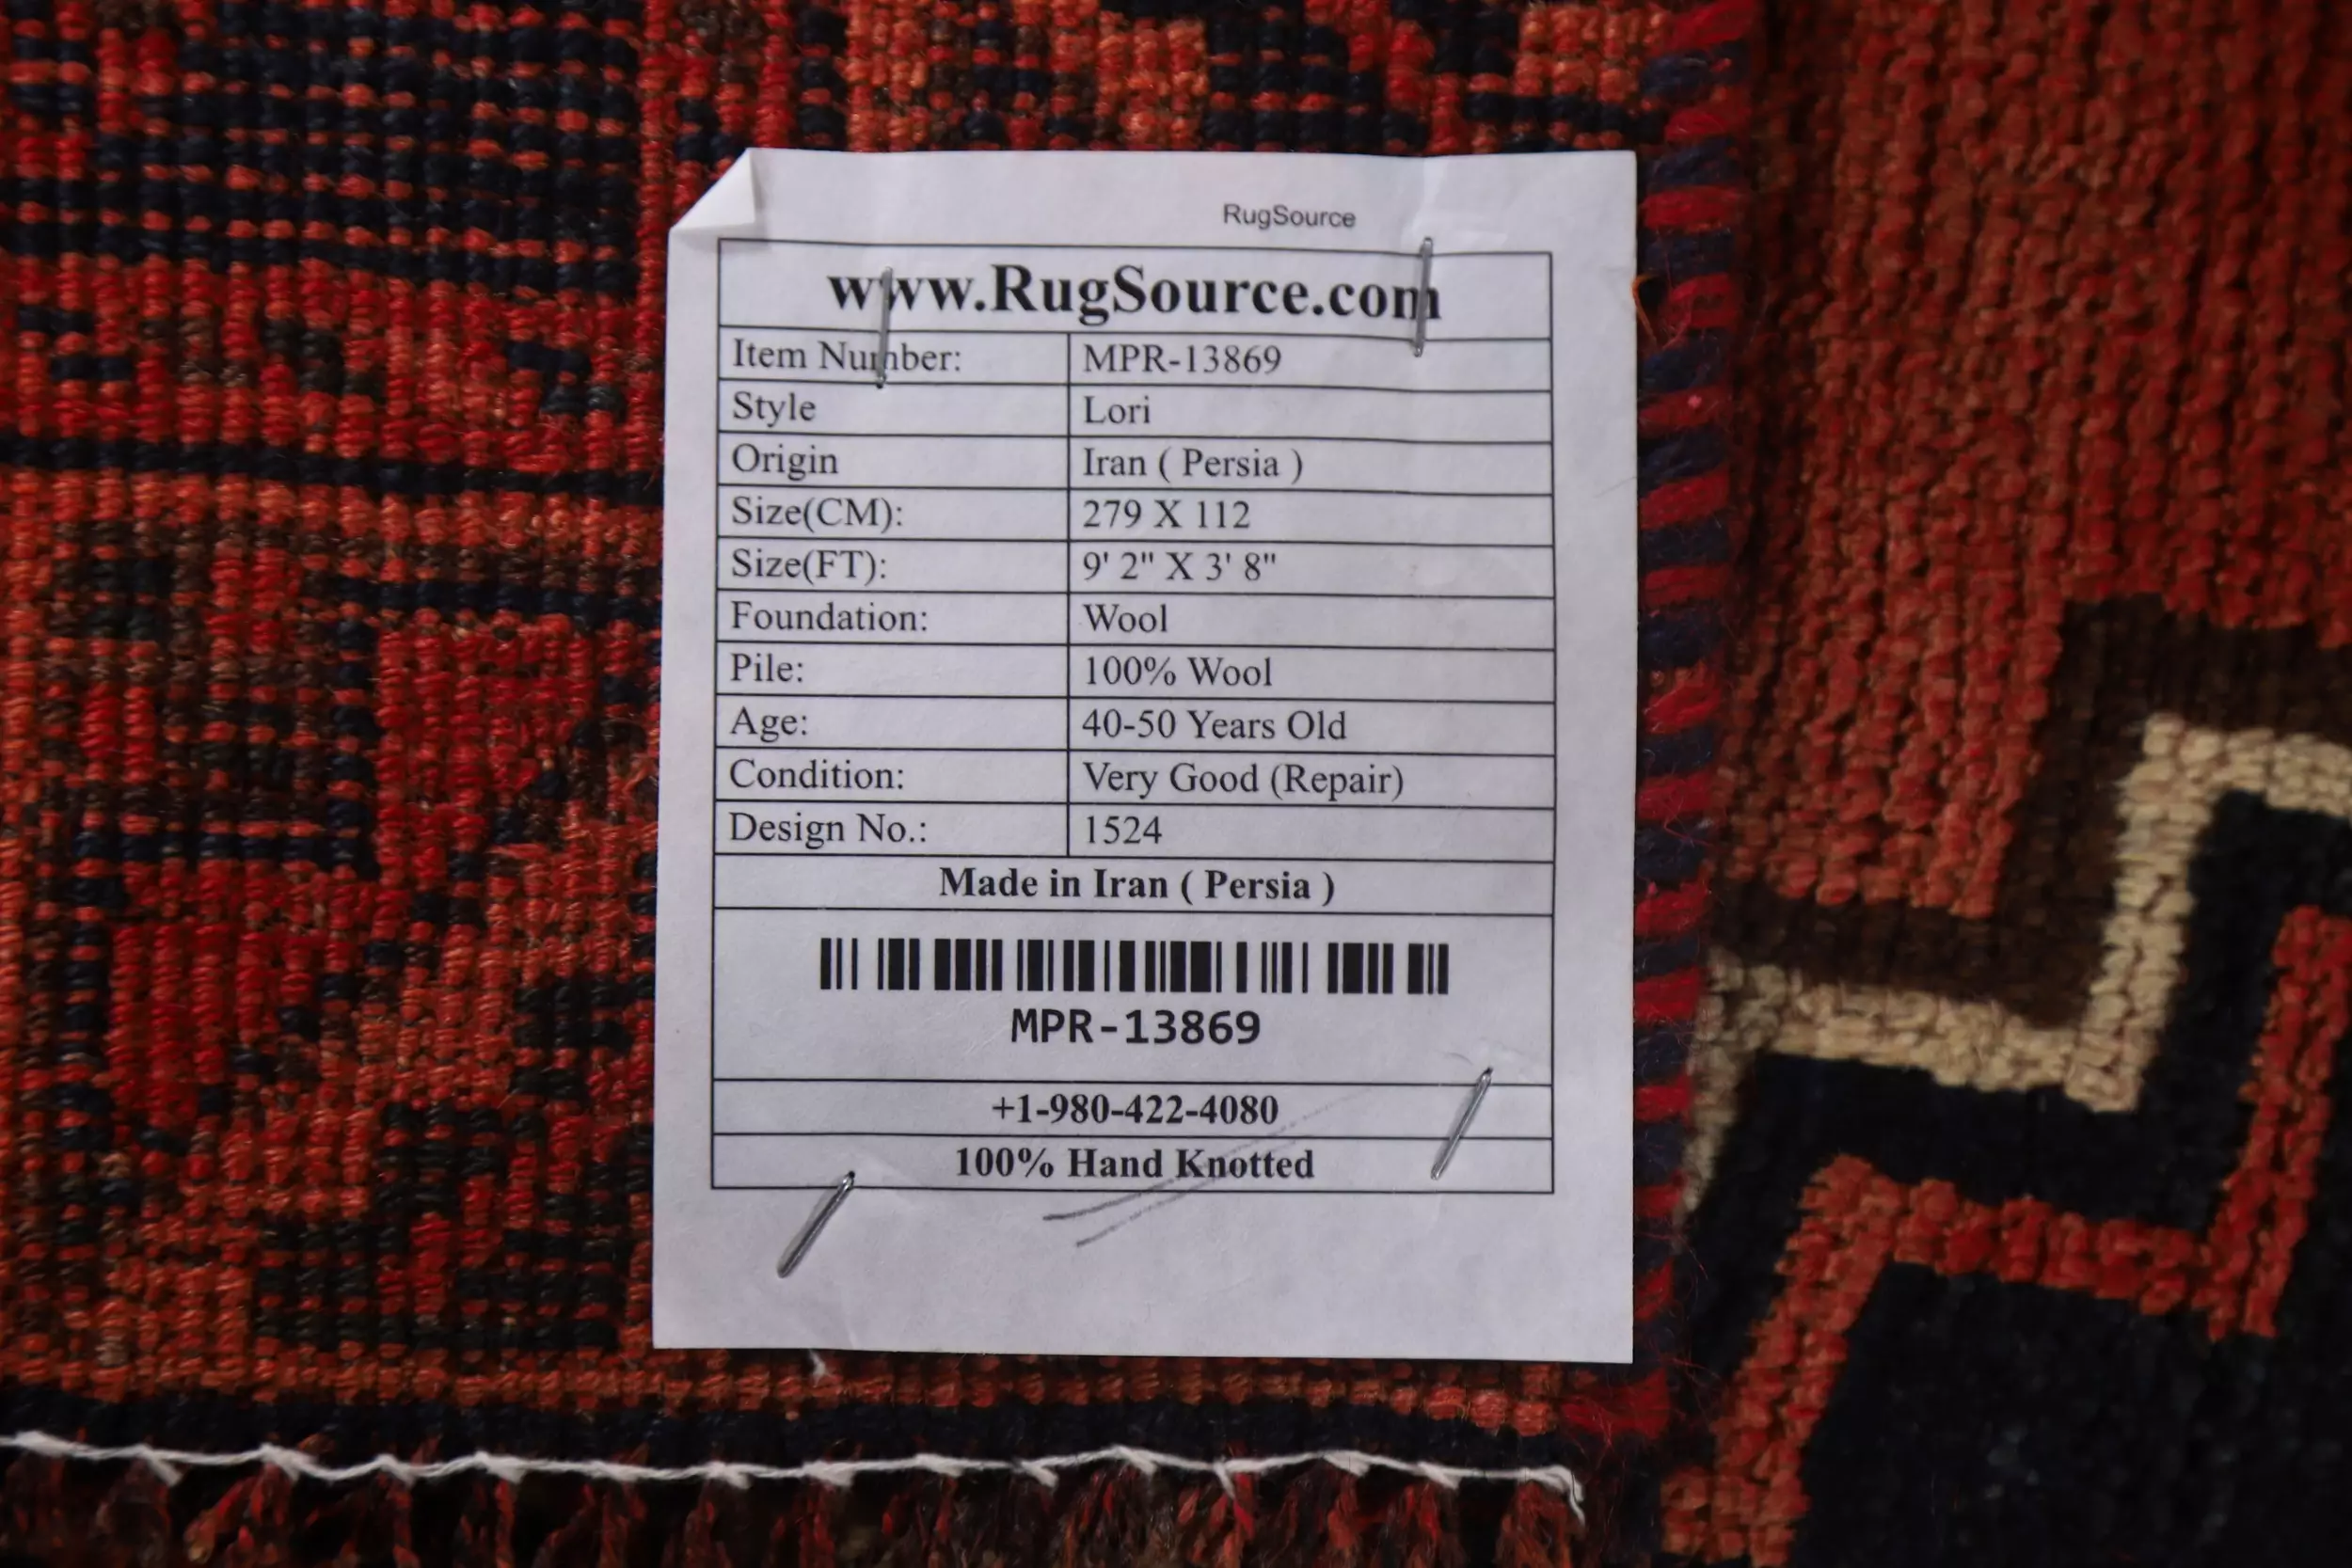 RugSource
www.RugSource.com
Item Number: MPR-13869
Style Lori
Origin Iran ( Persia )
Size(CM): 279 X 112
Size(FT): 9' 2" X 3' 8"
Foundation: Wool
Pile: 100% Wool
Age: 40-50 Years Old
Condition: Very Good (Repair)
Design No.: 1524
Made in Iran ( Persia )
MPR-13869
+1-980-422-4080
100% Hand Knotted